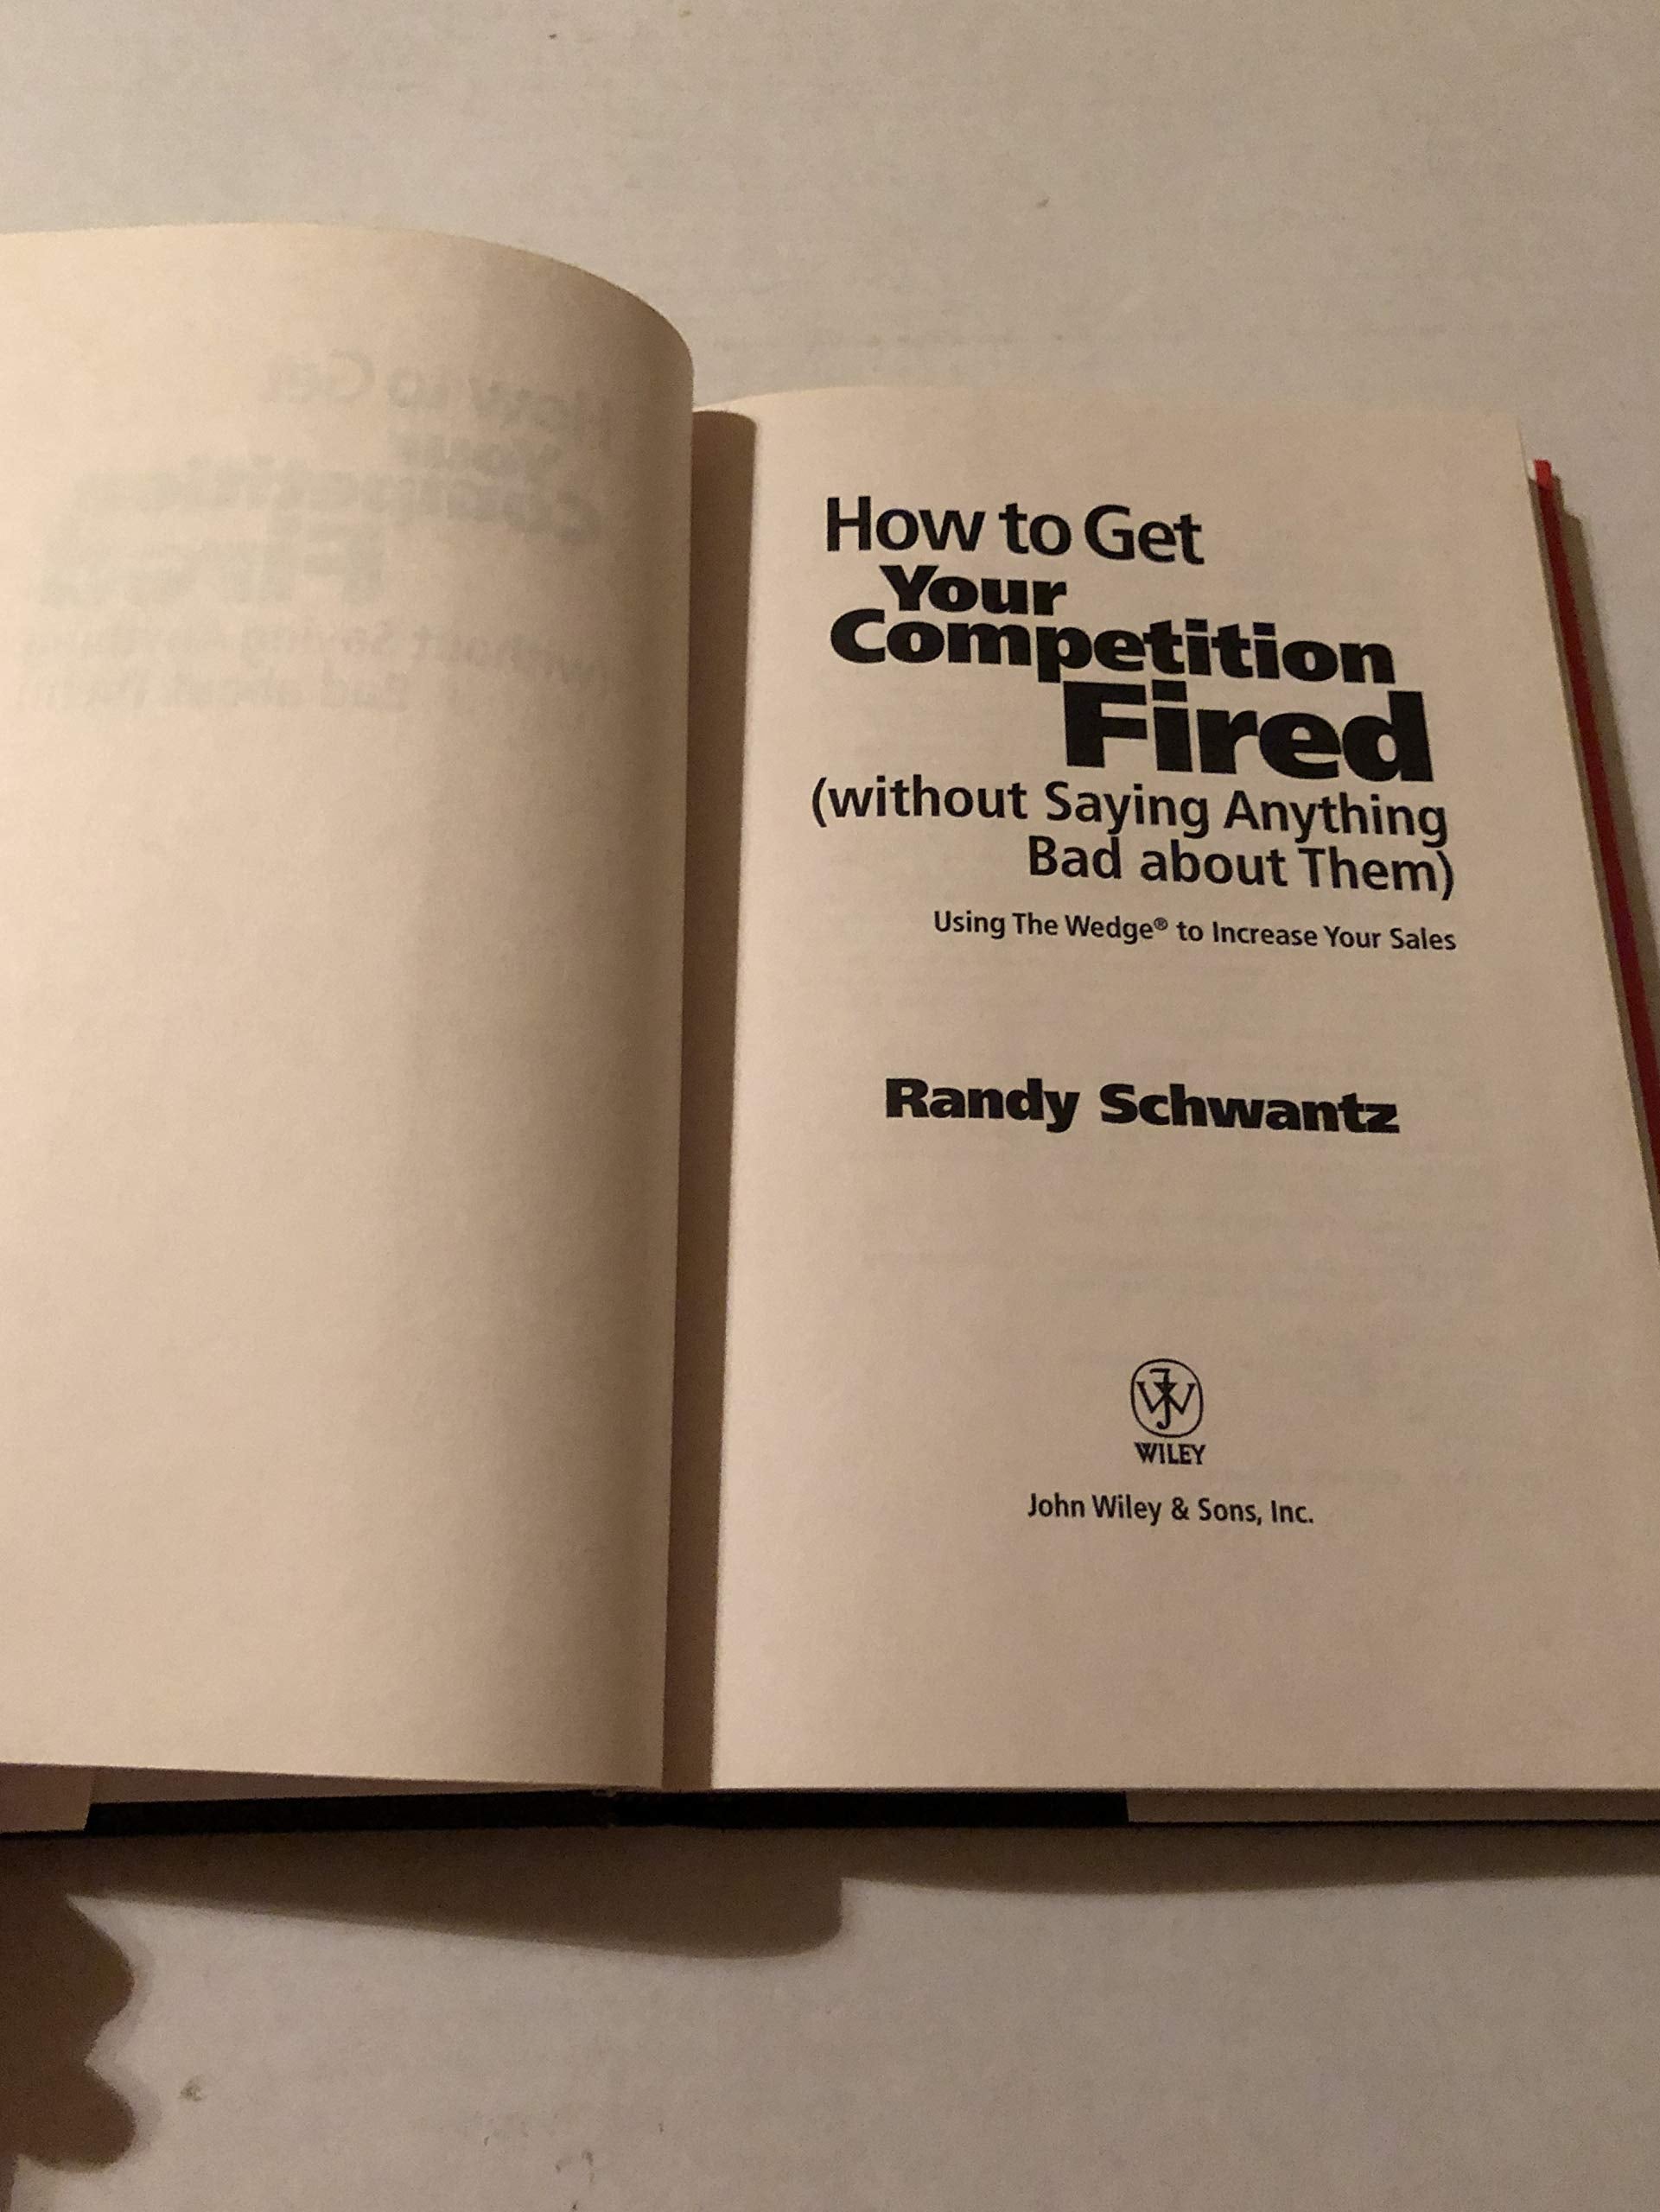 How to Get
Your
Competition
Fired
(without Saying Anything
Bad about Them)
Using The Wedge® to Increase Your Sales
Randy Schwantz
WILEY
John Wiley & Sons, Inc.